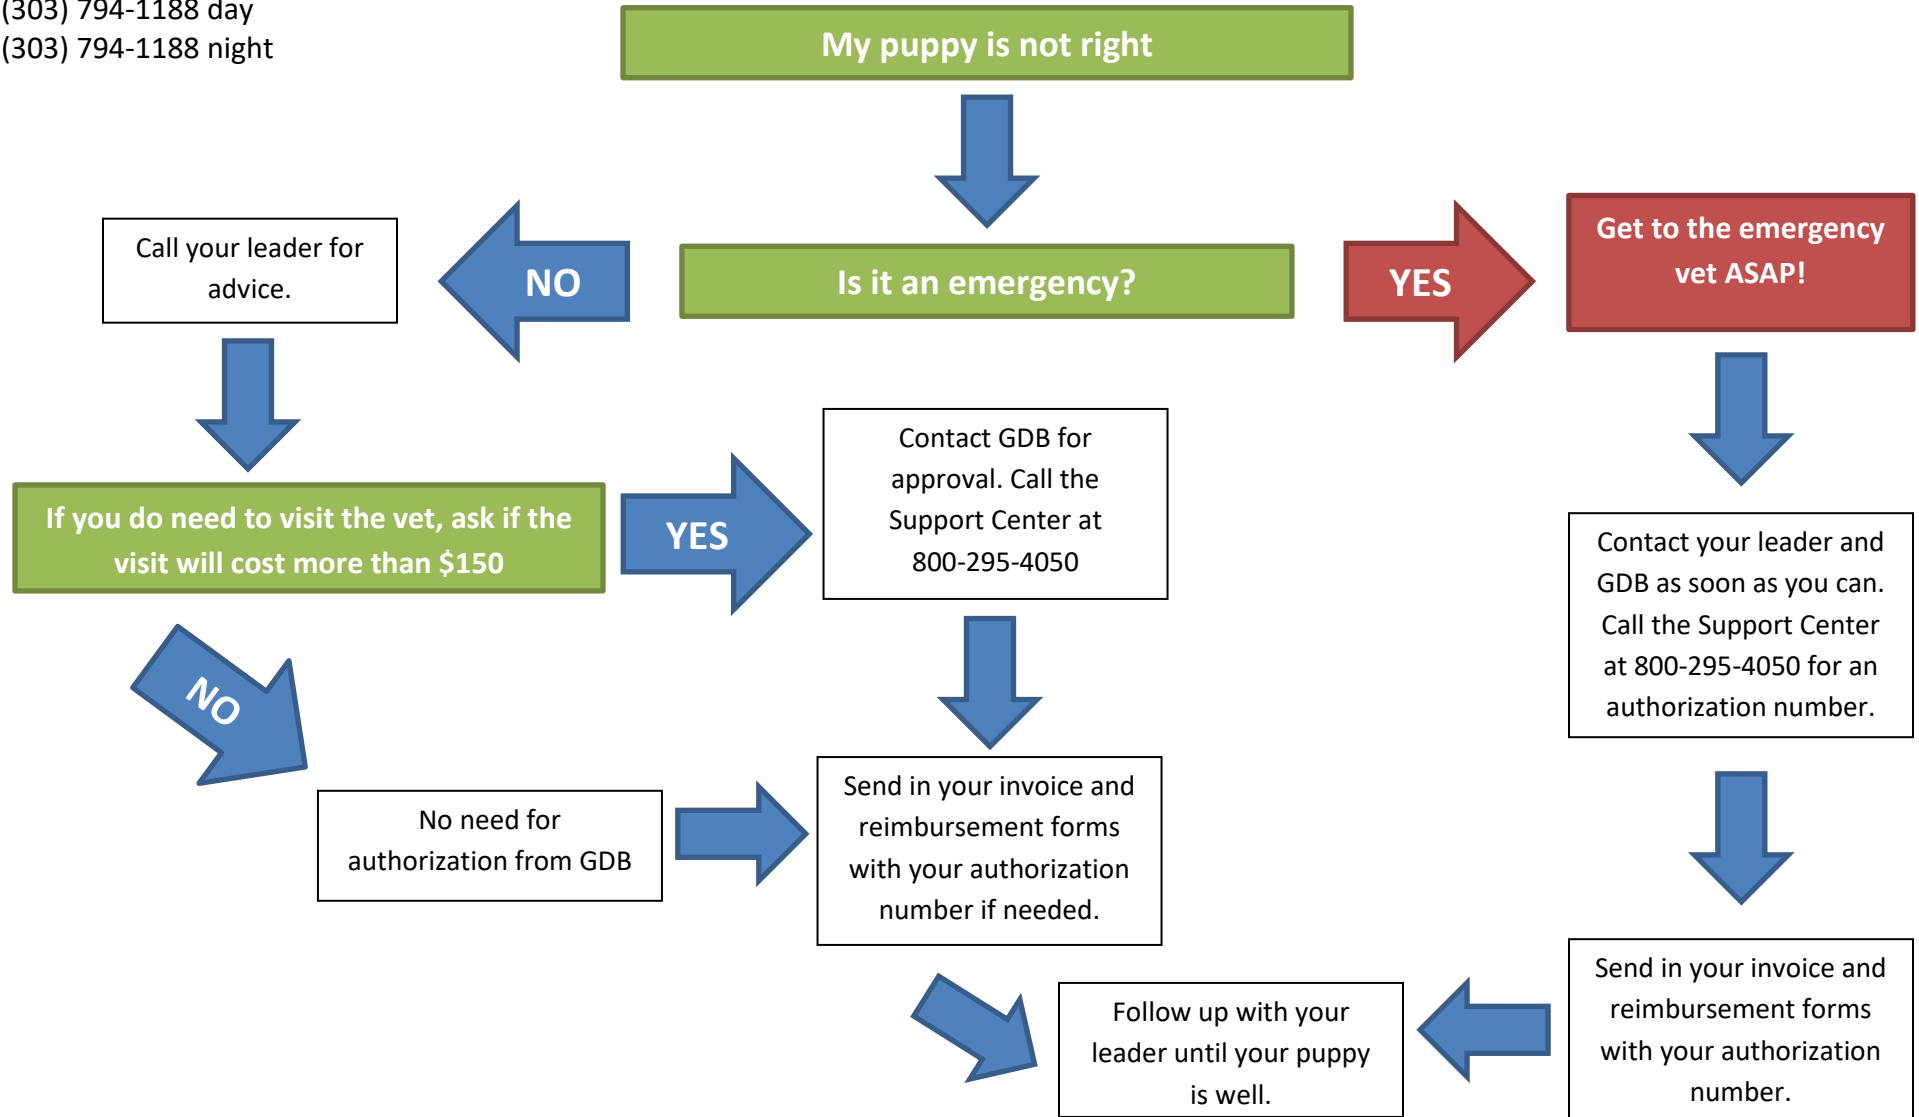 (303) 794-1188 day
(303) 794-1188 night
My puppy is not right
Call your leader for
advice.
NO
Is it an emergency?
YES
Get to the emergency
vet ASAP!
If you do need to visit the vet, ask if the
visit will cost more than $150
YES
Contact GDB for
approval. Call the
Support Center at
800-295-4050
Contact your leader and
GDB as soon as you can.
Call the Support Center
at 800-295-4050 for an
authorization number.
NO
No need for
authorization from GDB
Send in your invoice and
reimbursement forms
with your authorization
number if needed.
Follow up with your
leader until your puppy
is well.
Send in your invoice and
reimbursement forms
with your authorization
number.